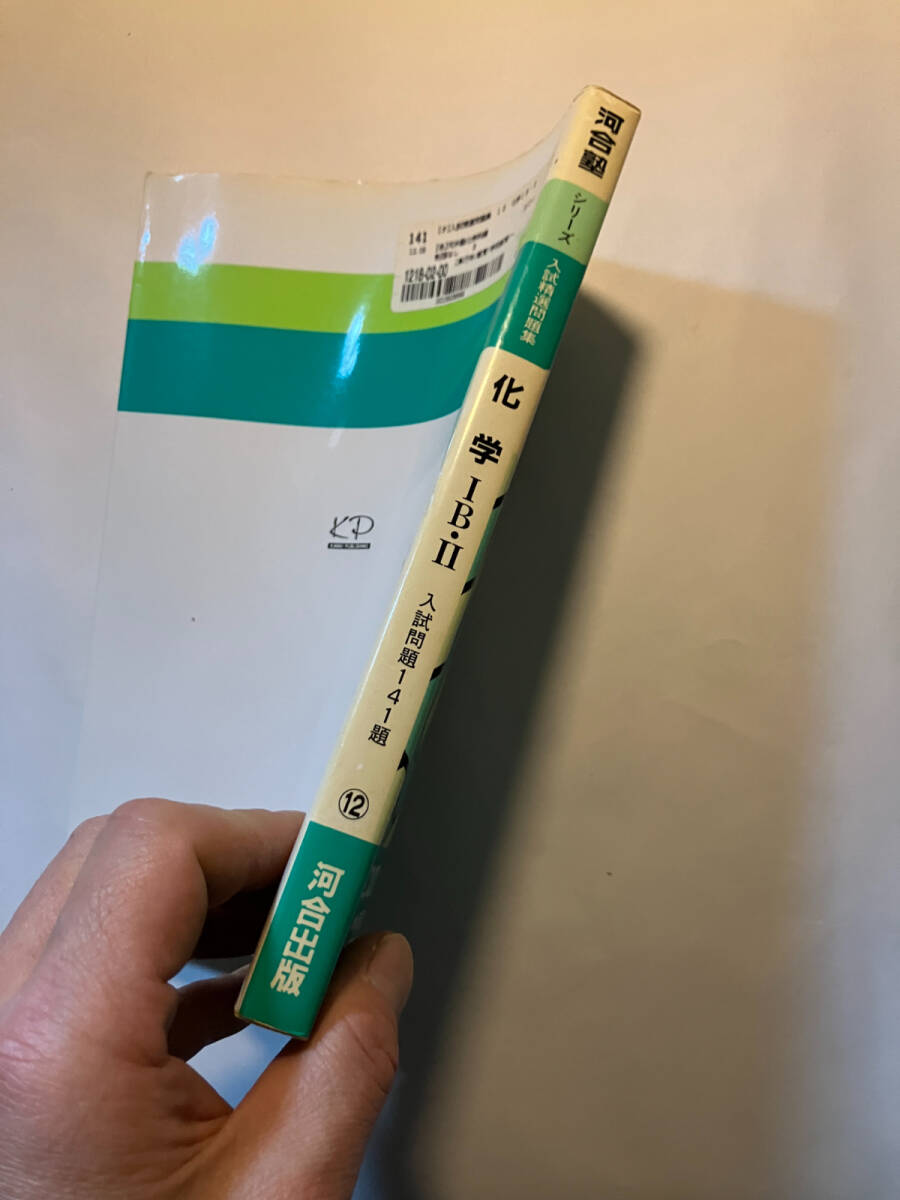 河合塾
シリーズ
入試精選問題集
化学IB・II
入試問題141題
⑫
河合出版
141
1218-02-00
KP